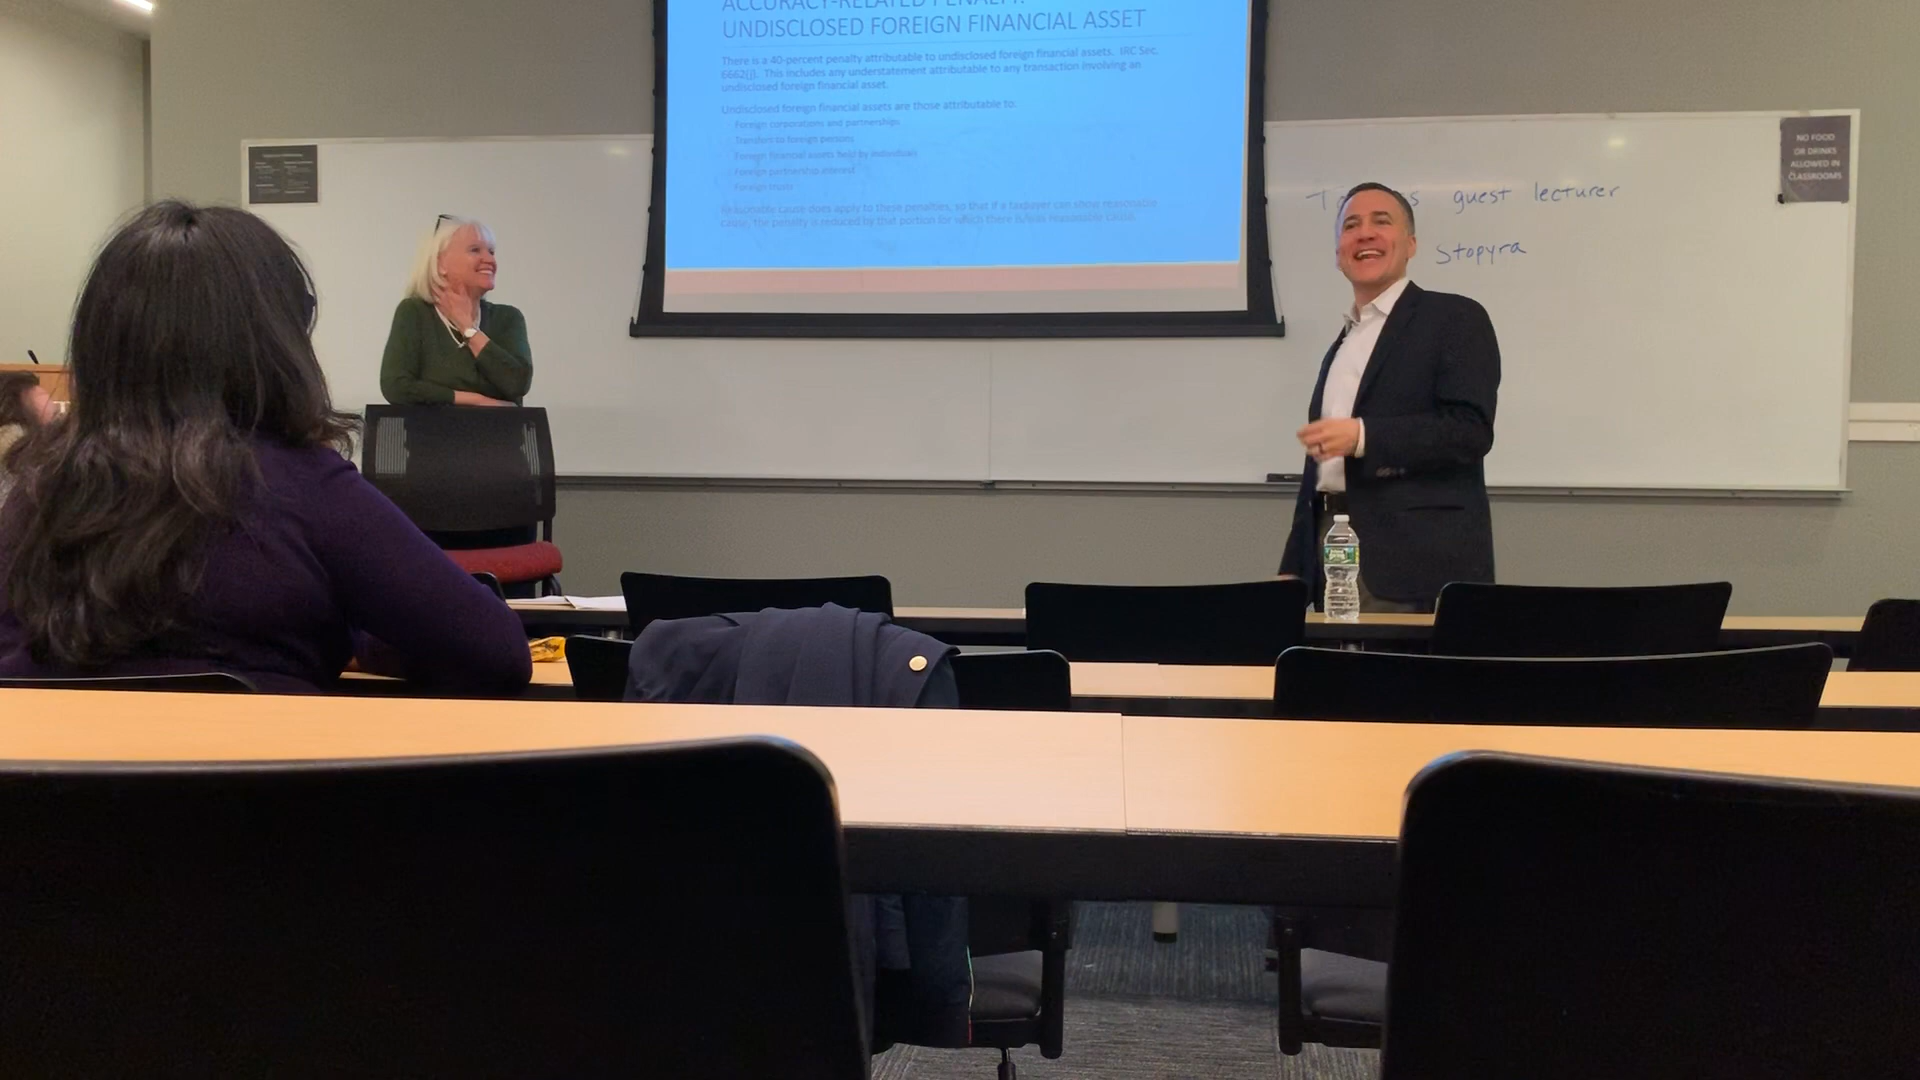 ACCURACY-RELATED PENALTY:
UNDISCLOSED FOREIGN FINANCIAL ASSET
There is a 40-percent penalty attributable to undisclosed foreign financial assets. IRC Sec.
6662(j). This includes any understatement attributable to any transaction involving an
undisclosed foreign financial asset.
Undisclosed foreign financial assets are those attributable to:
Foreign corporations and partnerships
Transfers to foreign persons
Foreign financial assets held by individuals
Foreign partnership interest
Foreign trusts
Reasonable cause does apply to these penalties, so that if a taxpayer can show reasonable
cause, the penalty is reduced by that portion for which there is/was reasonable cause.
guest lecturer
Stopyra
NO FOOD
OR DRINKS
ALLOWED IN
CLASSROOMS